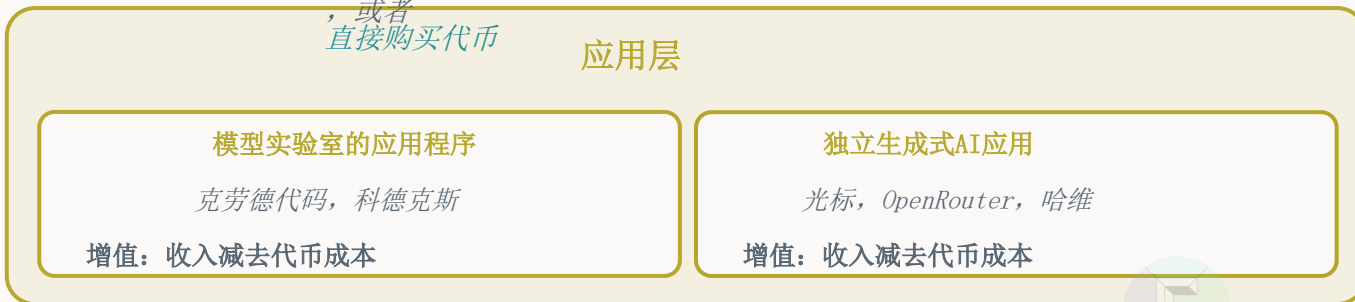 ，或者
直接购买代币
应用层
模型实验室的应用程序
克劳德代码，科德克斯
增值：收入减去代币成本
独立生成式AI应用
光标，OpenRouter，哈维
增值：收入减去代币成本